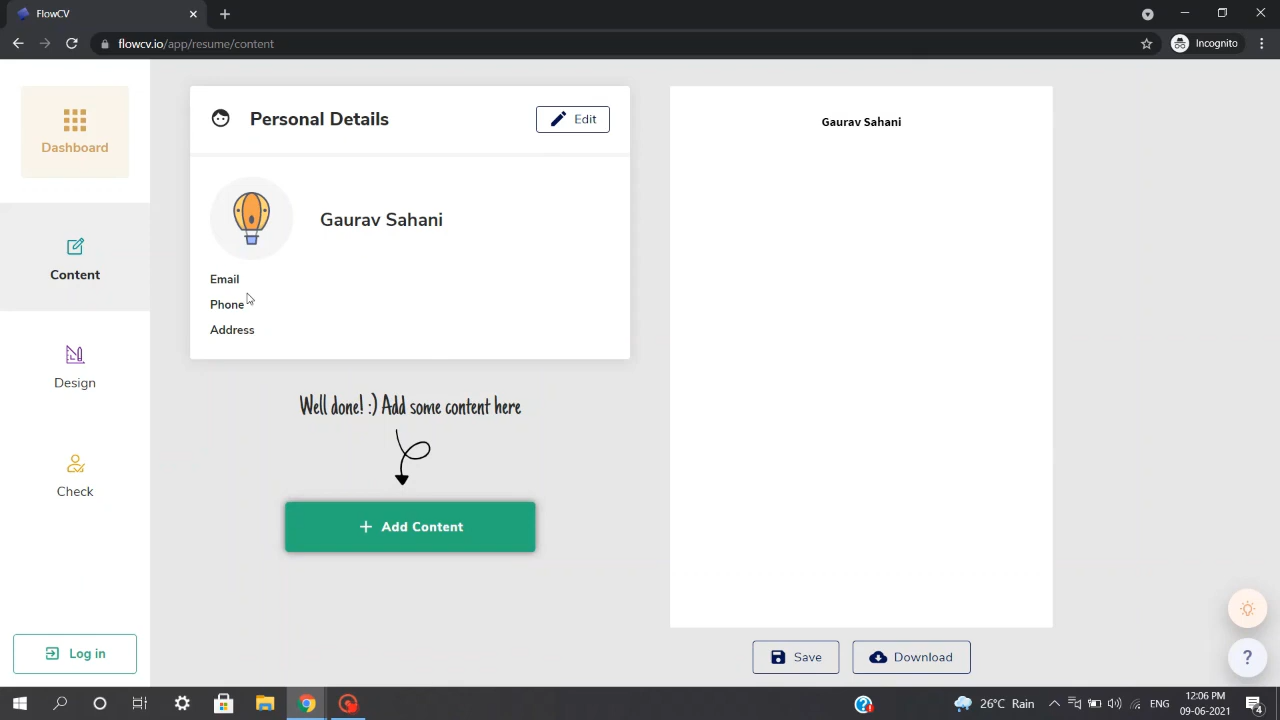 FlowCV
flowcv.io/app/resume/content
Incognito
Dashboard
Content
Design
Check
Log in
Personal Details
Edit
Gaurav Sahani
Email
Phone
Address
Well done! :) Add some content here
+ Add Content
Gaurav Sahani
Save
Download
?
26°C Rain
ENG
12:06 PM
09-06-2021
4